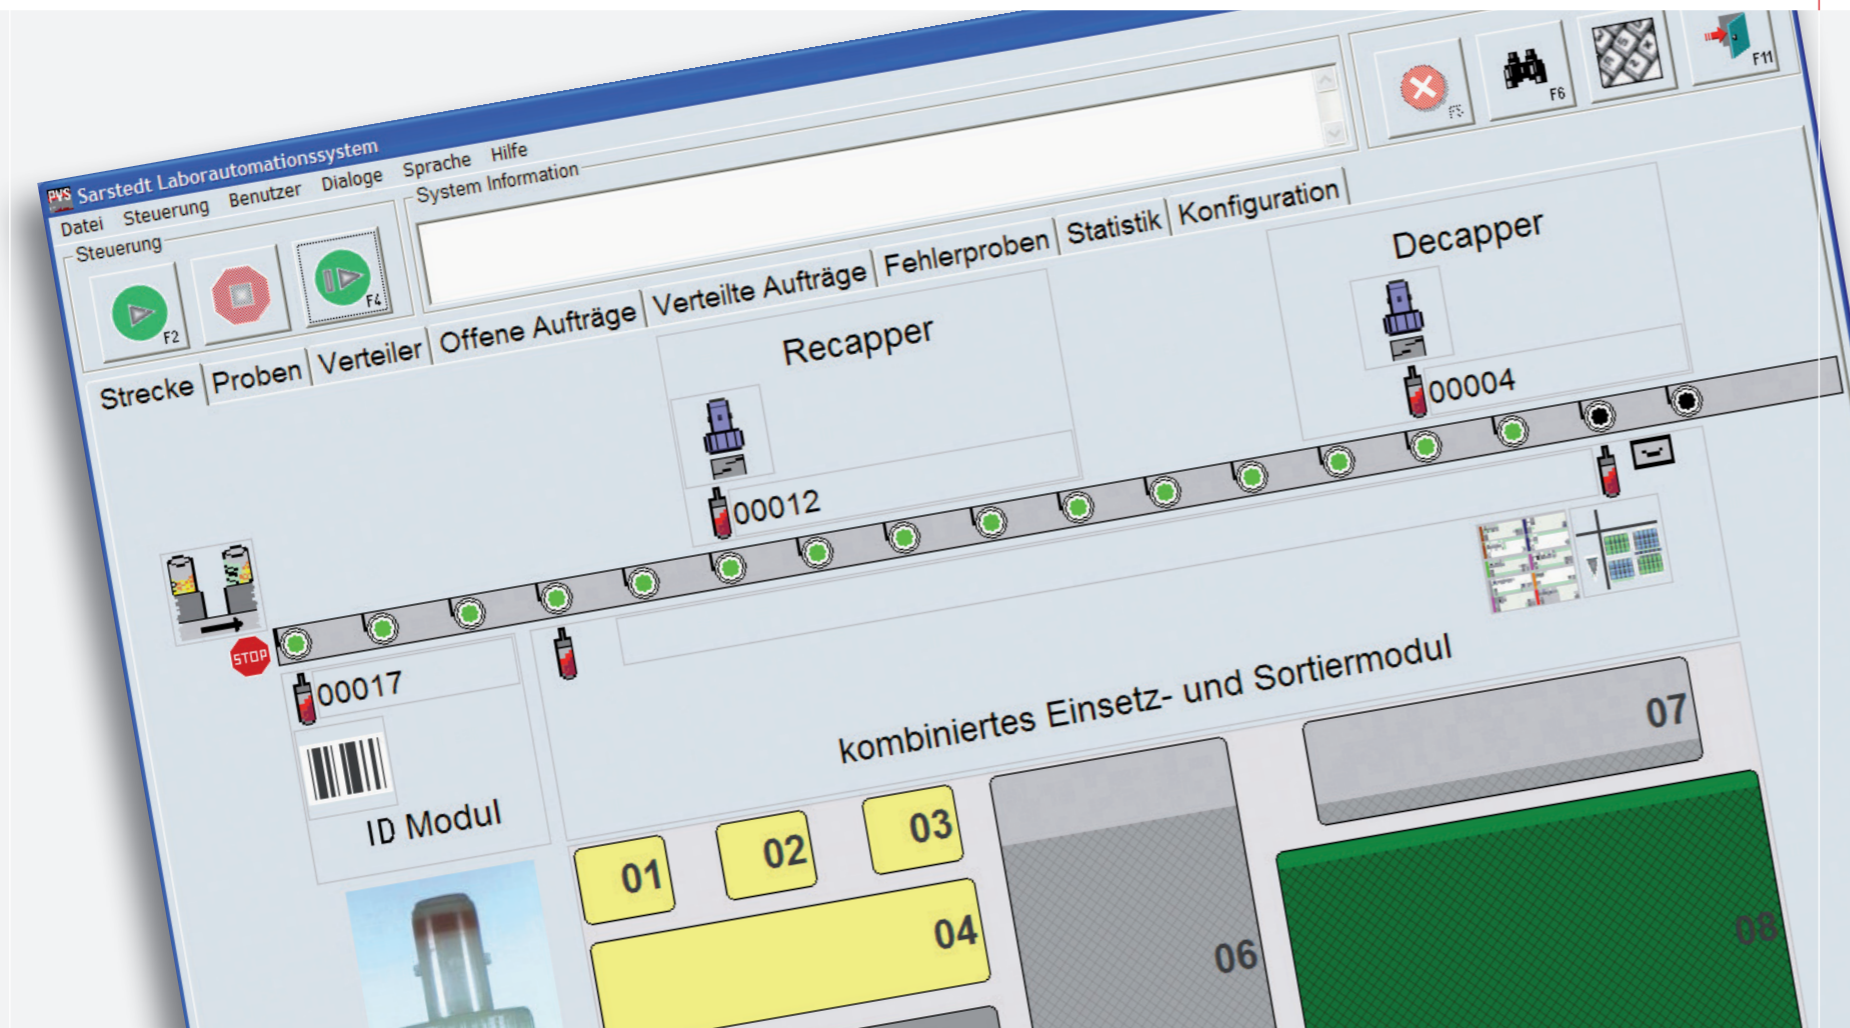 PVS Sarstedt Laborautomationssystem
Datei Steuerung Benutzer Dialoge Sprache Hilfe
Steuerung
System Information
F2
F4
F5
F6
F11
Strecke Proben Verteiler Offene Aufträge Verteilte Aufträge Fehlerproben Statistik Konfiguration
Recapper
Decapper
00012
00004
STOP
00017
ID Modul
kombiniertes Einsetz- und Sortiermodul
01
02
03
04
06
07
08